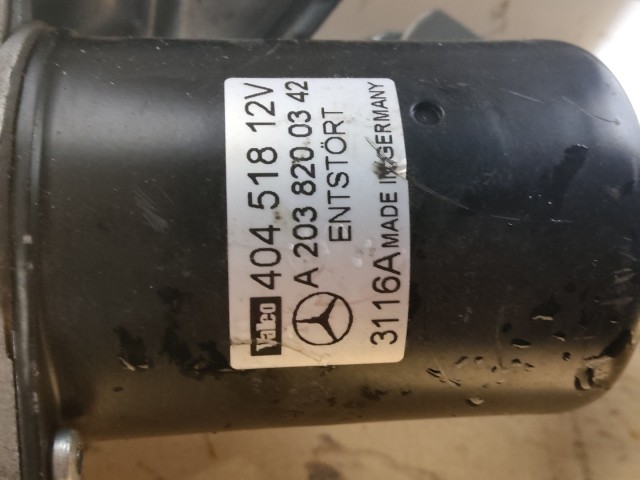 Valeo 404.518 12V
A 203 820 03 42
ENTSTÖRT
3116A MADE IN GERMANY